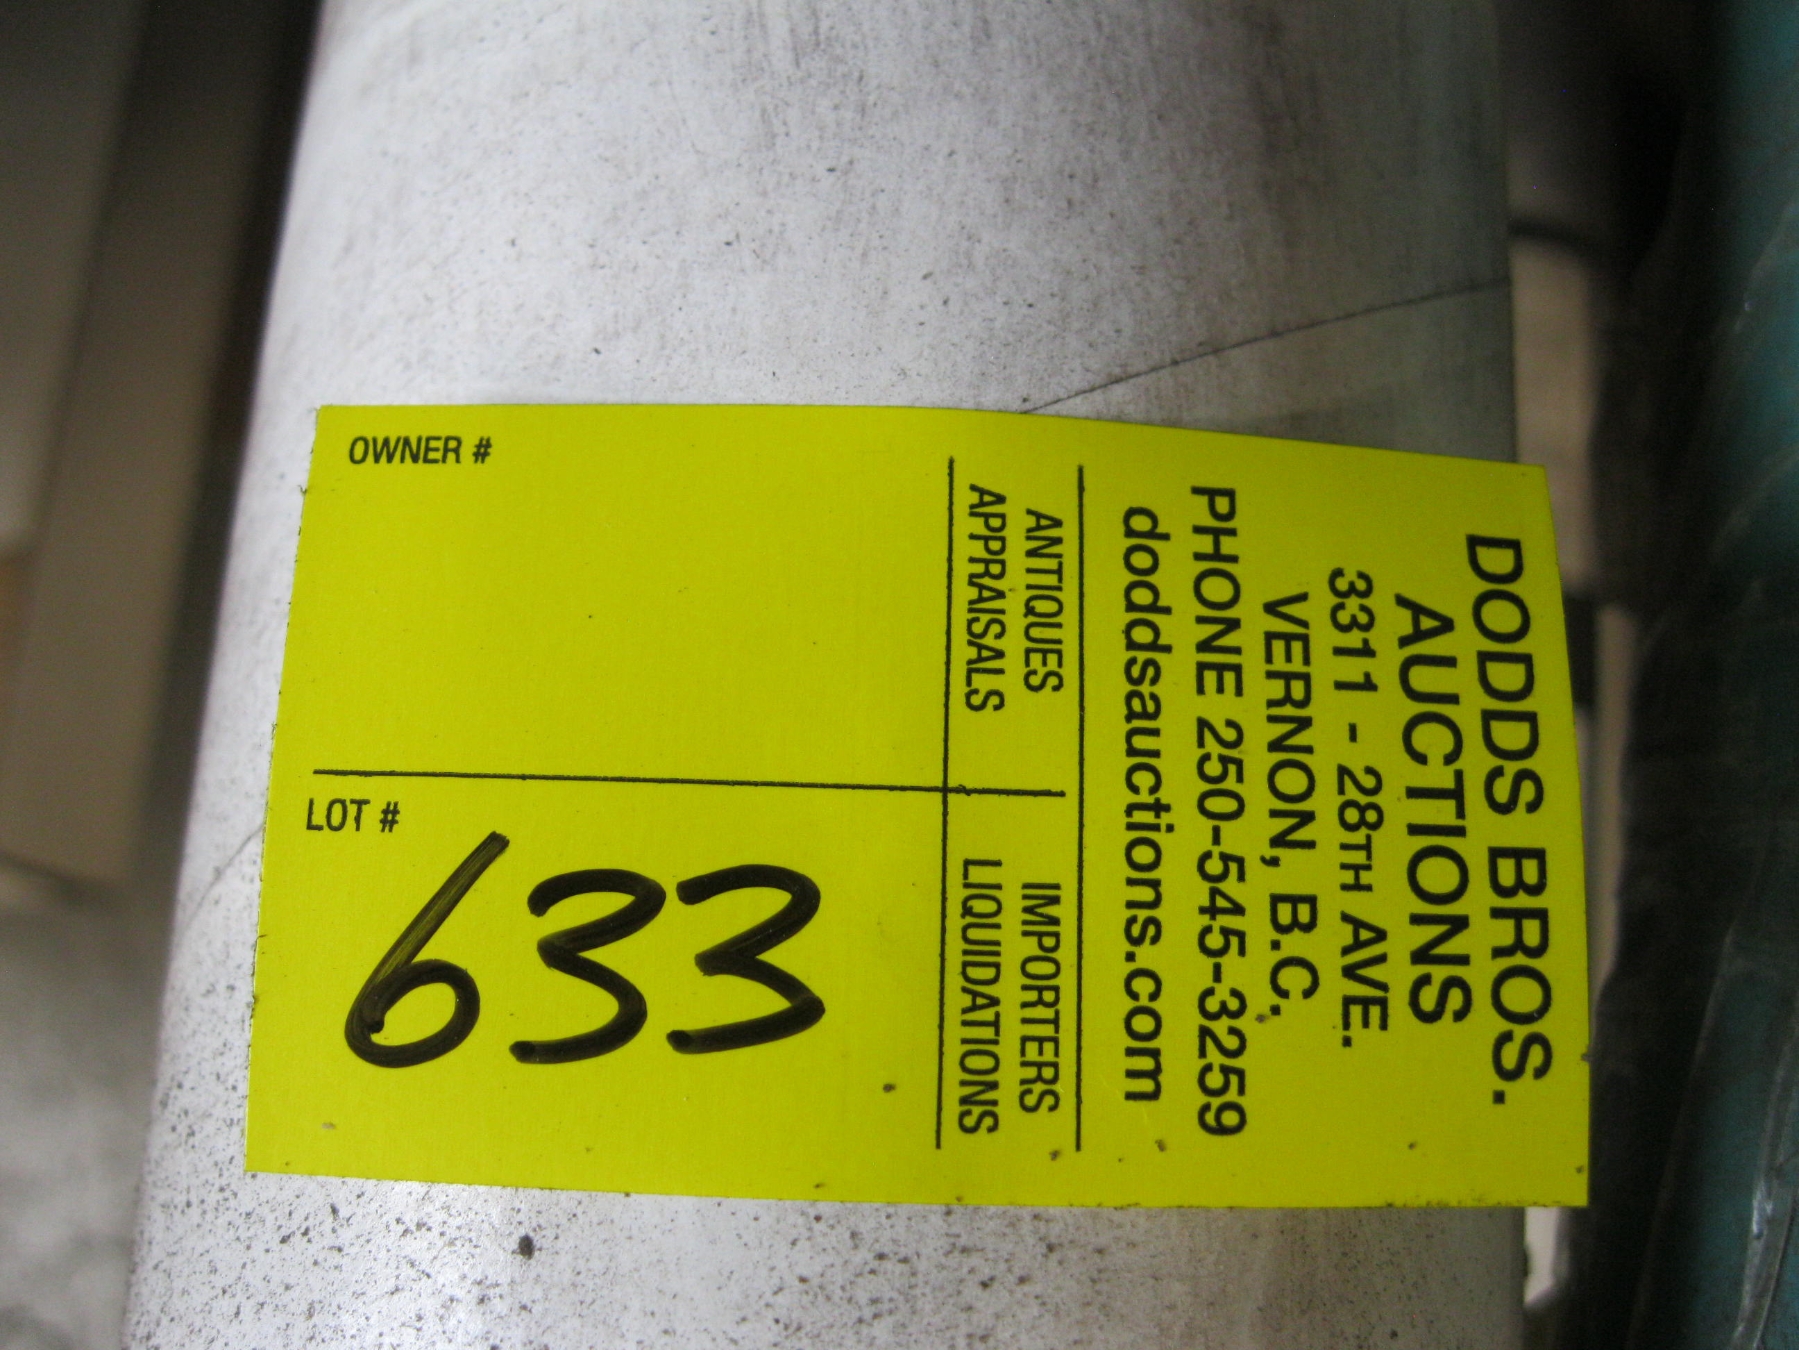 DODDS BROS.
AUCTIONS
3311 - 28TH AVE.
VERNON, B.C.
PHONE 250-545-3259
doddsauctions.com
ANTIQUES
APPRAISALS
IMPORTERS
LIQUIDATIONS
OWNER #
LOT #
633